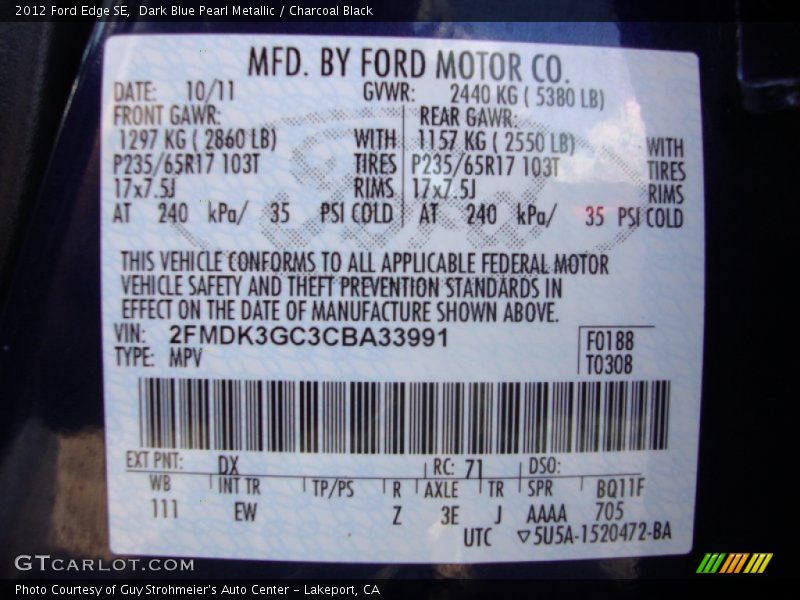 2012 Ford Edge SE, Dark Blue Pearl Metallic / Charcoal Black
MFD. BY FORD MOTOR CO.
DATE: 10/11 GVWR: 2440 KG ( 5380 LB)
FRONT GAWR: REAR GAWR:
1297 KG ( 2860 LB) WITH 1157 KG ( 2550 LB) WITH
P235/65R17 103T TIRES P235/65R17 103T TIRES
17x7.5J RIMS 17x7.5J RIMS
AT 240 kPa/ 35 PSI COLD AT 240 kPa/ 35 PSI COLD
THIS VEHICLE CONFORMS TO ALL APPLICABLE FEDERAL MOTOR
VEHICLE SAFETY AND THEFT PREVENTION STANDARDS IN
EFFECT ON THE DATE OF MANUFACTURE SHOWN ABOVE.
VIN: 2FMDK3GC3CBA33991 F0188
TYPE: MPV T0308
EXT PNT: DX RC: 71 DSO:
WB INT TR TP/PS R AXLE TR SPR BQ11F
111 EW Z 3E J AAAA 705
UTC ▽5U5A-1520472-BA
GTCARLOT.COM
Photo Courtesy of Guy Strohmeier's Auto Center - Lakeport, CA